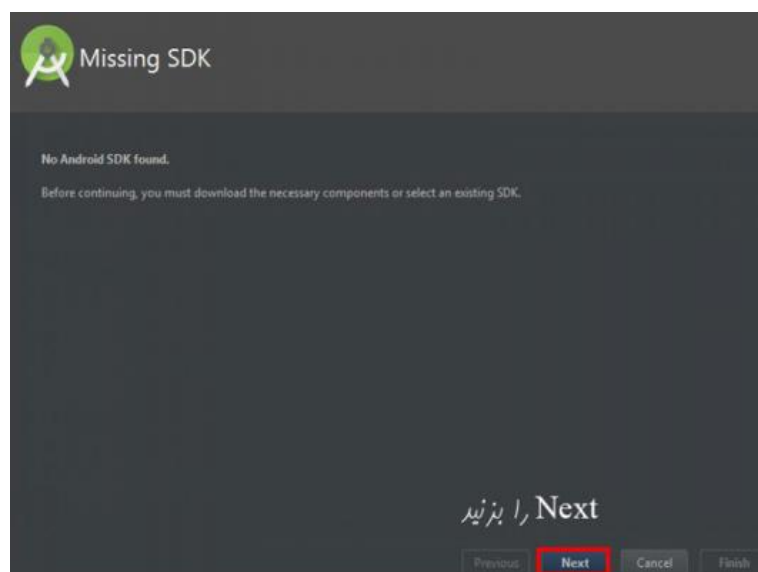 Missing SDK
No Android SDK found.
Before continuing, you must download the necessary components or select an existing SDK.
Next را بزنید
Previous Next Cancel Finish